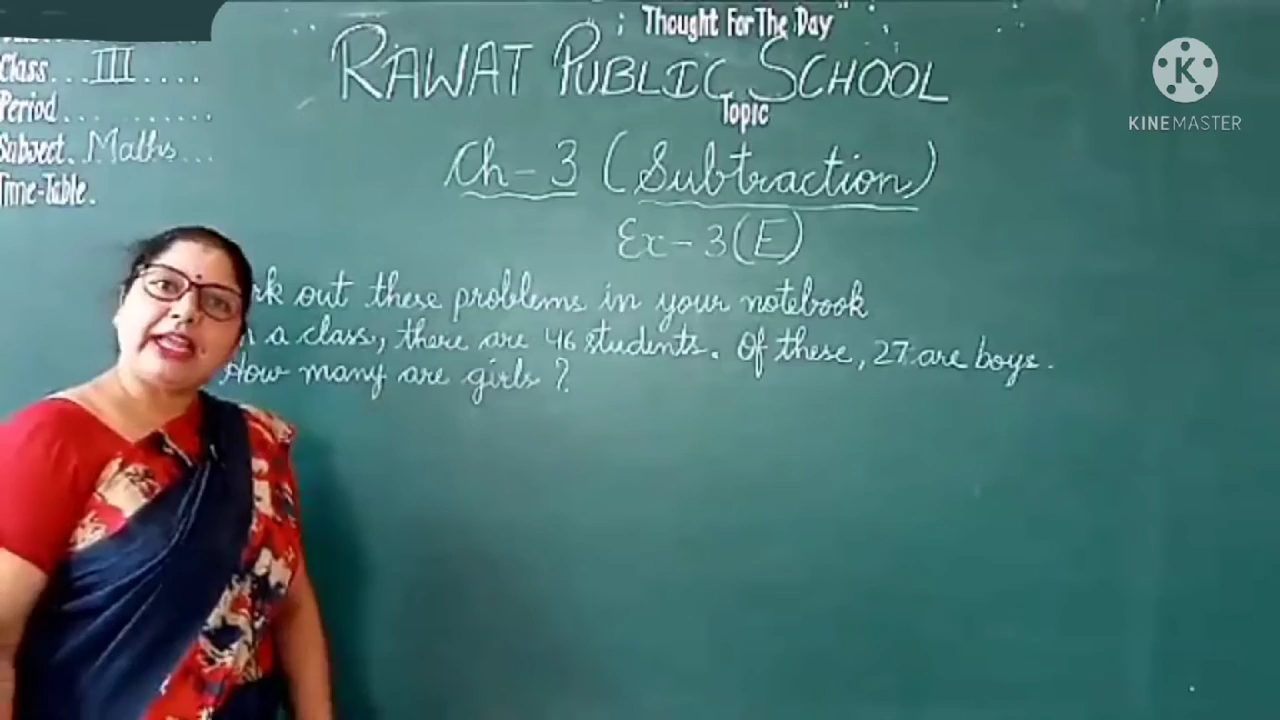 Thought For The Day
RAWAT PUBLIC SCHOOL
Class...III....
Period...........
Topic
Subject. Maths...
Time-Table.
Ch-3 (Subtraction)
Ex-3(E)
out these problems in your notebook
a class, there are 46 students. Of these, 27 are boys.
How many are girls ?
K
KINEMASTER